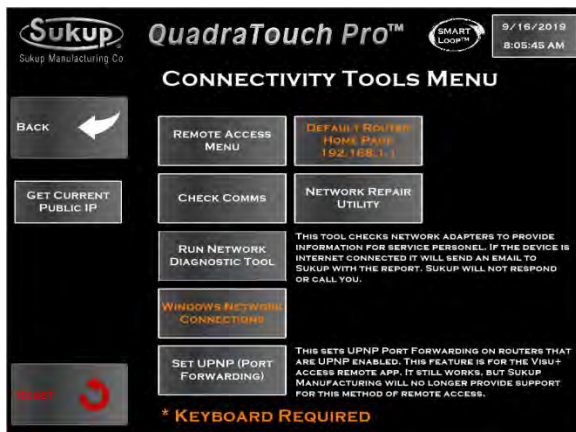 Sukup
Sukup Manufacturing Co
QuadraTouch Pro™
SMART
LOOP™
9/16/2019
8:05:45 AM
CONNECTIVITY TOOLS MENU
BACK
REMOTE ACCESS
MENU
DEFAULT ROUTER
HOME PAGE
192.168.1.1
GET CURRENT
PUBLIC IP
CHECK COMMS
NETWORK REPAIR
UTILITY
RUN NETWORK
DIAGNOSTIC TOOL
THIS TOOL CHECKS NETWORK ADAPTERS TO PROVIDE
INFORMATION FOR SERVICE PERSONEL. IF THE DEVICE IS
INTERNET CONNECTED IT WILL SEND AN EMAIL TO
SUKUP WITH THE REPORT. SUKUP WILL NOT RESPOND
OR CALL YOU.
WINDOWS NETWORK
CONNECTIONS
SET UPNP (PORT
FORWARDING)
THIS SETS UPNP PORT FORWARDING ON ROUTERS THAT
ARE UPNP ENABLED. THIS FEATURE IS FOR THE VISU+
ACCESS REMOTE APP. IT STILL WORKS, BUT SUKUP
MANUFACTURING WILL NO LONGER PROVIDE SUPPORT
FOR THIS METHOD OF REMOTE ACCESS.
RESET
* KEYBOARD REQUIRED